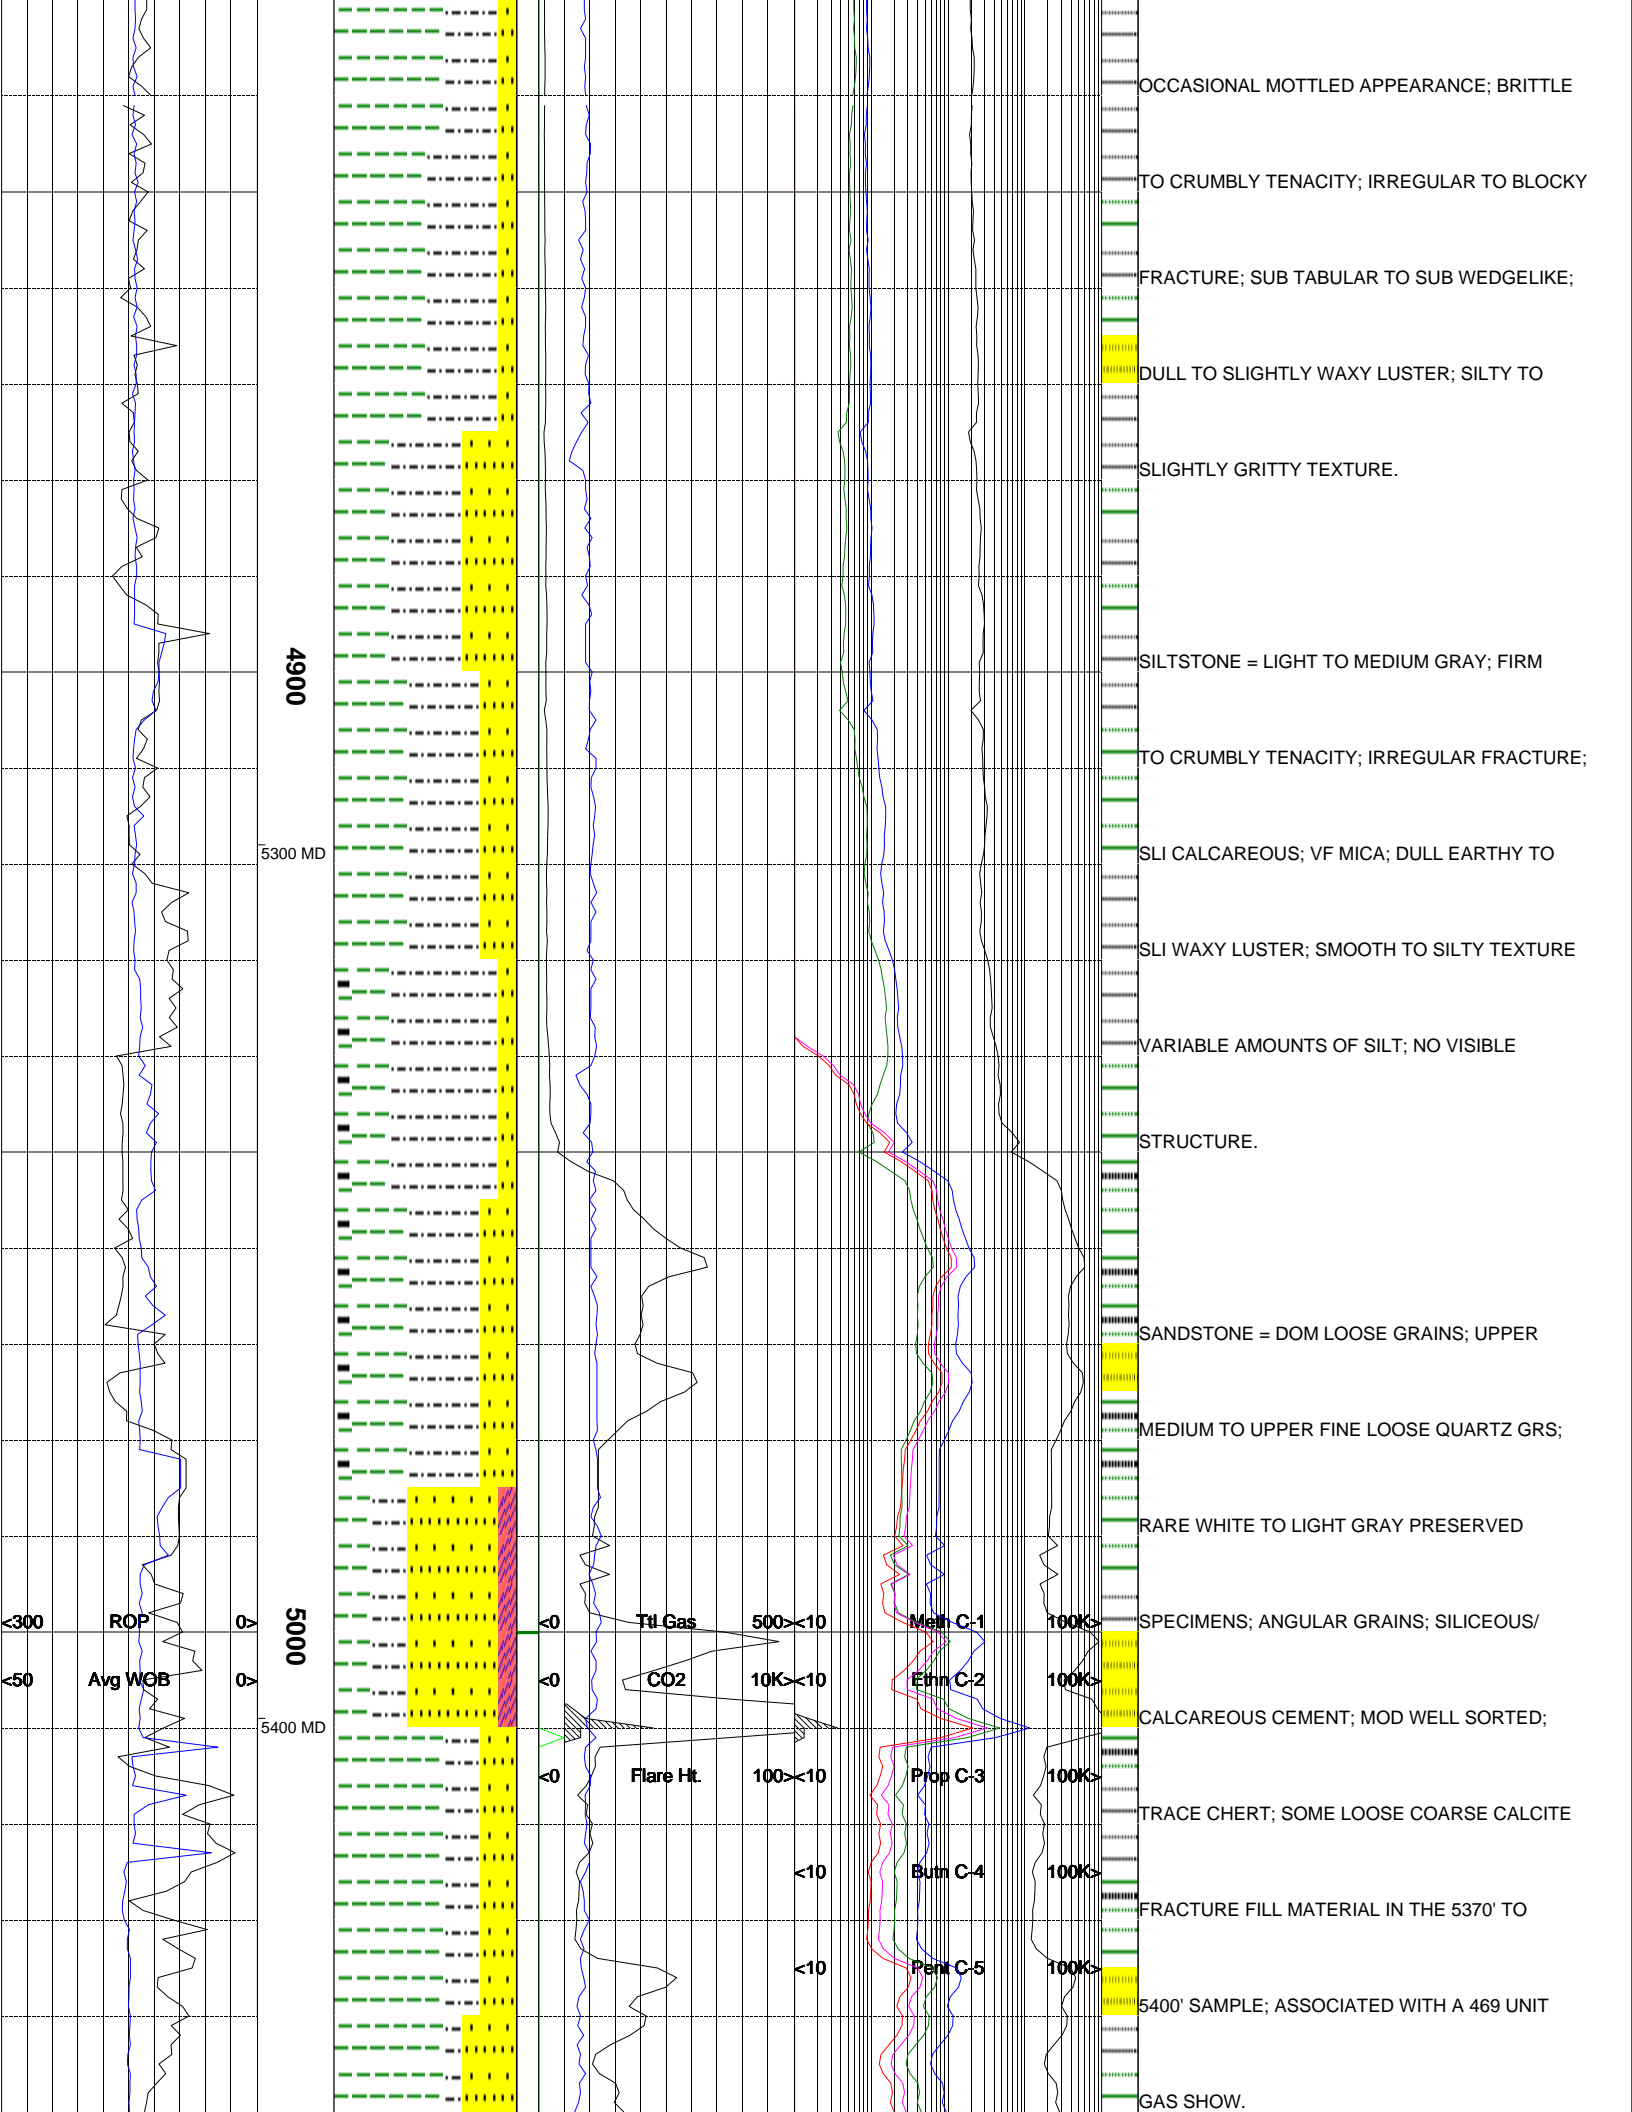 OCCASIONAL MOTTLED APPEARANCE; BRITTLE
TO CRUMBLY TENACITY; IRREGULAR TO BLOCKY
FRACTURE; SUB TABULAR TO SUB WEDGELIKE;
DULL TO SLIGHTLY WAXY LUSTER; SILTY TO
SLIGHTLY GRITTY TEXTURE.
4900
SILTSTONE = LIGHT TO MEDIUM GRAY; FIRM
TO CRUMBLY TENACITY; IRREGULAR FRACTURE;
5300 MD
SLI CALCAREOUS; VF MICA; DULL EARTHY TO
SLI WAXY LUSTER; SMOOTH TO SILTY TEXTURE
VARIABLE AMOUNTS OF SILT; NO VISIBLE
STRUCTURE.
SANDSTONE = DOM LOOSE GRAINS; UPPER
MEDIUM TO UPPER FINE LOOSE QUARTZ GRS;
RARE WHITE TO LIGHT GRAY PRESERVED
<300 ROP 0> 5000 <0 Ttl Gas 500> <10 Meth C-1 100K> SPECIMENS; ANGULAR GRAINS; SILICEOUS/
<50 Avg WOB 0> <0 CO2 10K> <10 Ethn C-2 100K>
5400 MD CALCAREOUS CEMENT; MOD WELL SORTED;
<0 Flare Ht. 100> <10 Prop C-3 100K>
TRACE CHERT; SOME LOOSE COARSE CALCITE
<10 Butn C-4 100K>
FRACTURE FILL MATERIAL IN THE 5370' TO
<10 Pent C-5 100K>
5400' SAMPLE; ASSOCIATED WITH A 469 UNIT
GAS SHOW.